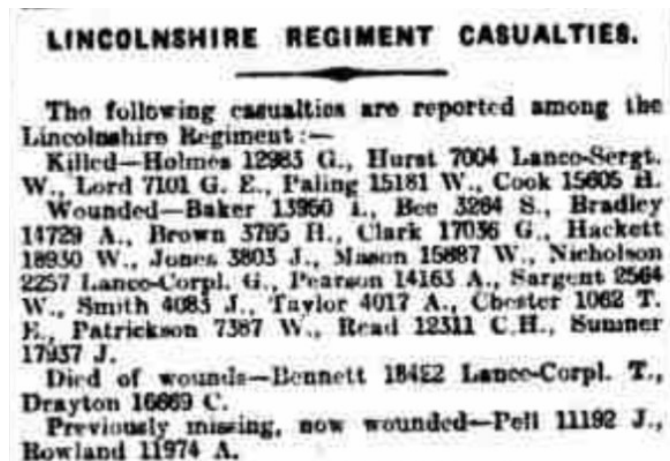 LINCOLNSHIRE REGIMENT CASUALTIES.
The following casualties are reported among the
Lincolnshire Regiment:—
Killed—Holmes 12983 G., Hurst 7004 Lance-Sergt.
W., Lord 7101 G. E., Paling 15181 W., Cook 15605 H.
Wounded—Baker 13950 I., Bee 3264 S., Bradley
14729 A., Brown 3795 H., Clark 17036 G., Hackett
18930 W., Jones 3803 J., Mason 15887 W., Nicholson
2257 Lance-Corpl. G., Pearson 14163 A., Sargent 2564
W., Smith 4083 J., Taylor 4017 A., Chester 1062 T.
E., Patrickson 7387 W., Read 12311 C.H., Sumner
17937 J.
Died of wounds—Bennett Lance-Corpl. T.,
Drayton 16669 C.
Previously missing, now wounded—Pell 11192 J.,
Rowland 11974 A.